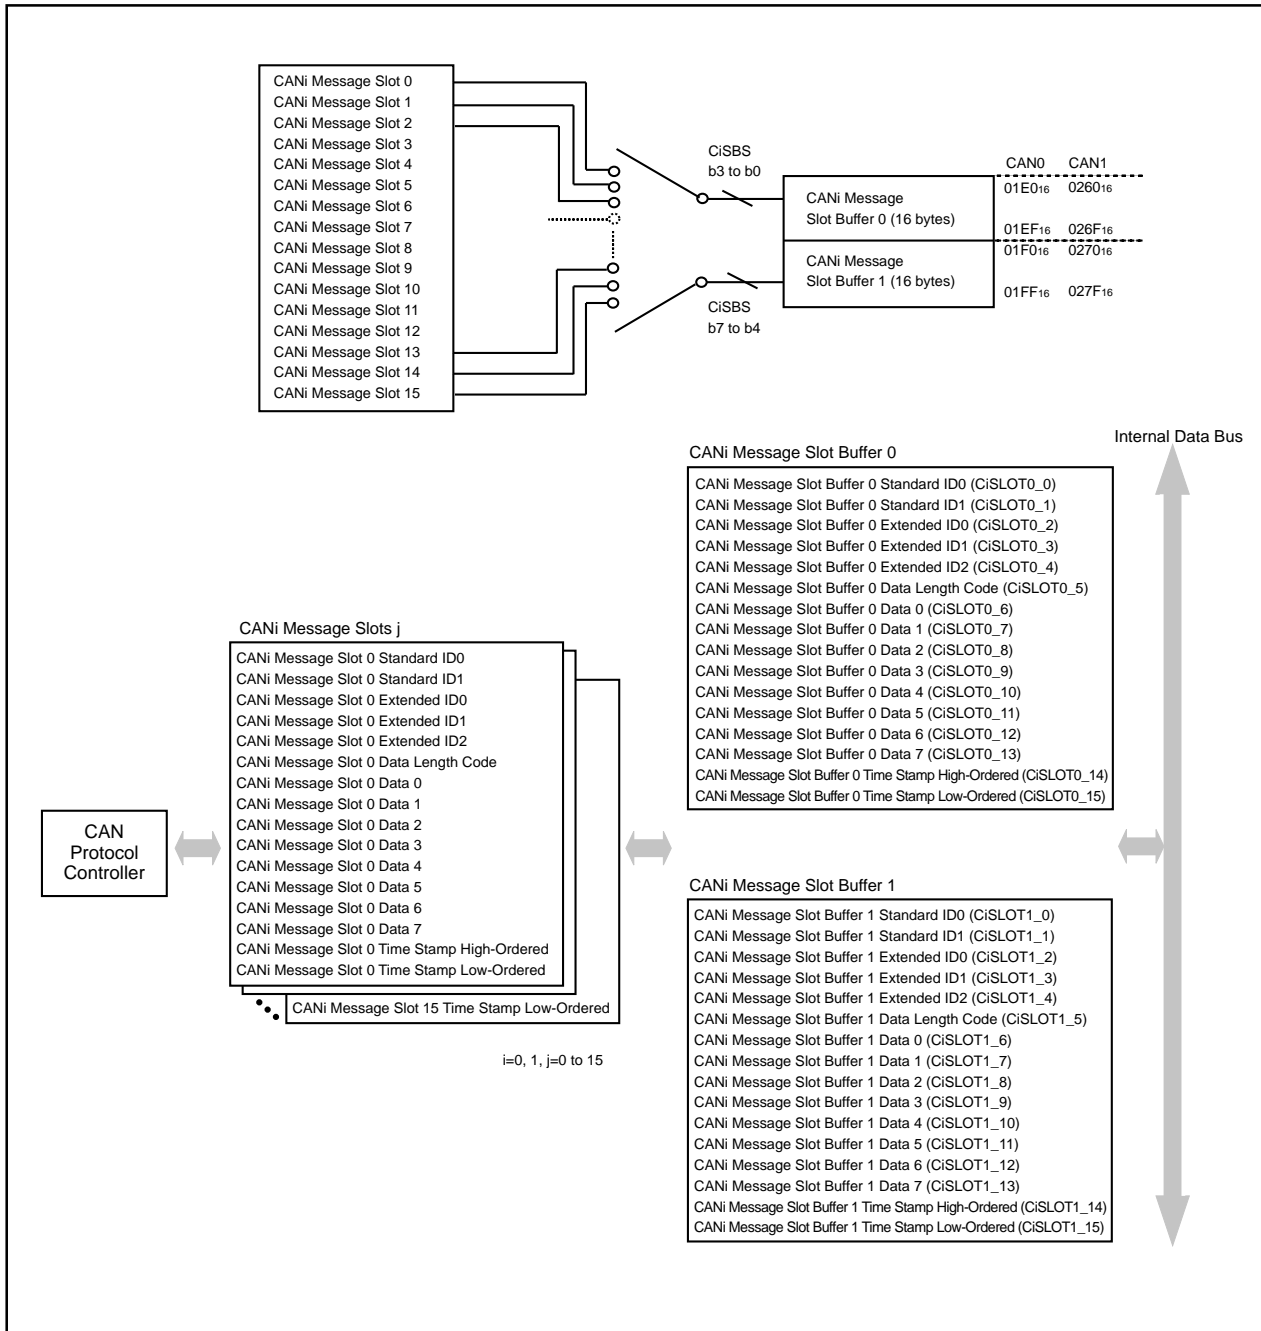 CANi Message Slot 0
CANi Message Slot 1
CANi Message Slot 2
CANi Message Slot 3
CANi Message Slot 4
CANi Message Slot 5
CANi Message Slot 6
CANi Message Slot 7
CANi Message Slot 8
CANi Message Slot 9
CANi Message Slot 10
CANi Message Slot 11
CANi Message Slot 12
CANi Message Slot 13
CANi Message Slot 14
CANi Message Slot 15
CiSBS
b3 to b0
CiSBS
b7 to b4
CANi Message
Slot Buffer 0 (16 bytes)
CANi Message
Slot Buffer 1 (16 bytes)
CAN0 CAN1
01E016 026016
01EF16 026F16
01F016 027016
01FF16 027F16
Internal Data Bus
CANi Message Slot Buffer 0
CANi Message Slot Buffer 0 Standard ID0 (CiSLOT0_0)
CANi Message Slot Buffer 0 Standard ID1 (CiSLOT0_1)
CANi Message Slot Buffer 0 Extended ID0 (CiSLOT0_2)
CANi Message Slot Buffer 0 Extended ID1 (CiSLOT0_3)
CANi Message Slot Buffer 0 Extended ID2 (CiSLOT0_4)
CANi Message Slot Buffer 0 Data Length Code (CiSLOT0_5)
CANi Message Slot Buffer 0 Data 0 (CiSLOT0_6)
CANi Message Slot Buffer 0 Data 1 (CiSLOT0_7)
CANi Message Slot Buffer 0 Data 2 (CiSLOT0_8)
CANi Message Slot Buffer 0 Data 3 (CiSLOT0_9)
CANi Message Slot Buffer 0 Data 4 (CiSLOT0_10)
CANi Message Slot Buffer 0 Data 5 (CiSLOT0_11)
CANi Message Slot Buffer 0 Data 6 (CiSLOT0_12)
CANi Message Slot Buffer 0 Data 7 (CiSLOT0_13)
CANi Message Slot Buffer 0 Time Stamp High-Ordered (CiSLOT0_14)
CANi Message Slot Buffer 0 Time Stamp Low-Ordered (CiSLOT0_15)
CANi Message Slots j
CANi Message Slot 0 Standard ID0
CANi Message Slot 0 Standard ID1
CANi Message Slot 0 Extended ID0
CANi Message Slot 0 Extended ID1
CANi Message Slot 0 Extended ID2
CANi Message Slot 0 Data Length Code
CANi Message Slot 0 Data 0
CANi Message Slot 0 Data 1
CANi Message Slot 0 Data 2
CANi Message Slot 0 Data 3
CANi Message Slot 0 Data 4
CANi Message Slot 0 Data 5
CANi Message Slot 0 Data 6
CANi Message Slot 0 Data 7
CANi Message Slot 0 Time Stamp High-Ordered
CANi Message Slot 0 Time Stamp Low-Ordered
CANi Message Slot 15 Time Stamp Low-Ordered
CAN
Protocol
Controller
i=0, 1, j=0 to 15
CANi Message Slot Buffer 1
CANi Message Slot Buffer 1 Standard ID0 (CiSLOT1_0)
CANi Message Slot Buffer 1 Standard ID1 (CiSLOT1_1)
CANi Message Slot Buffer 1 Extended ID0 (CiSLOT1_2)
CANi Message Slot Buffer 1 Extended ID1 (CiSLOT1_3)
CANi Message Slot Buffer 1 Extended ID2 (CiSLOT1_4)
CANi Message Slot Buffer 1 Data Length Code (CiSLOT1_5)
CANi Message Slot Buffer 1 Data 0 (CiSLOT1_6)
CANi Message Slot Buffer 1 Data 1 (CiSLOT1_7)
CANi Message Slot Buffer 1 Data 2 (CiSLOT1_8)
CANi Message Slot Buffer 1 Data 3 (CiSLOT1_9)
CANi Message Slot Buffer 1 Data 4 (CiSLOT1_10)
CANi Message Slot Buffer 1 Data 5 (CiSLOT1_11)
CANi Message Slot Buffer 1 Data 6 (CiSLOT1_12)
CANi Message Slot Buffer 1 Data 7 (CiSLOT1_13)
CANi Message Slot Buffer 1 Time Stamp High-Ordered (CiSLOT1_14)
CANi Message Slot Buffer 1 Time Stamp Low-Ordered (CiSLOT1_15)